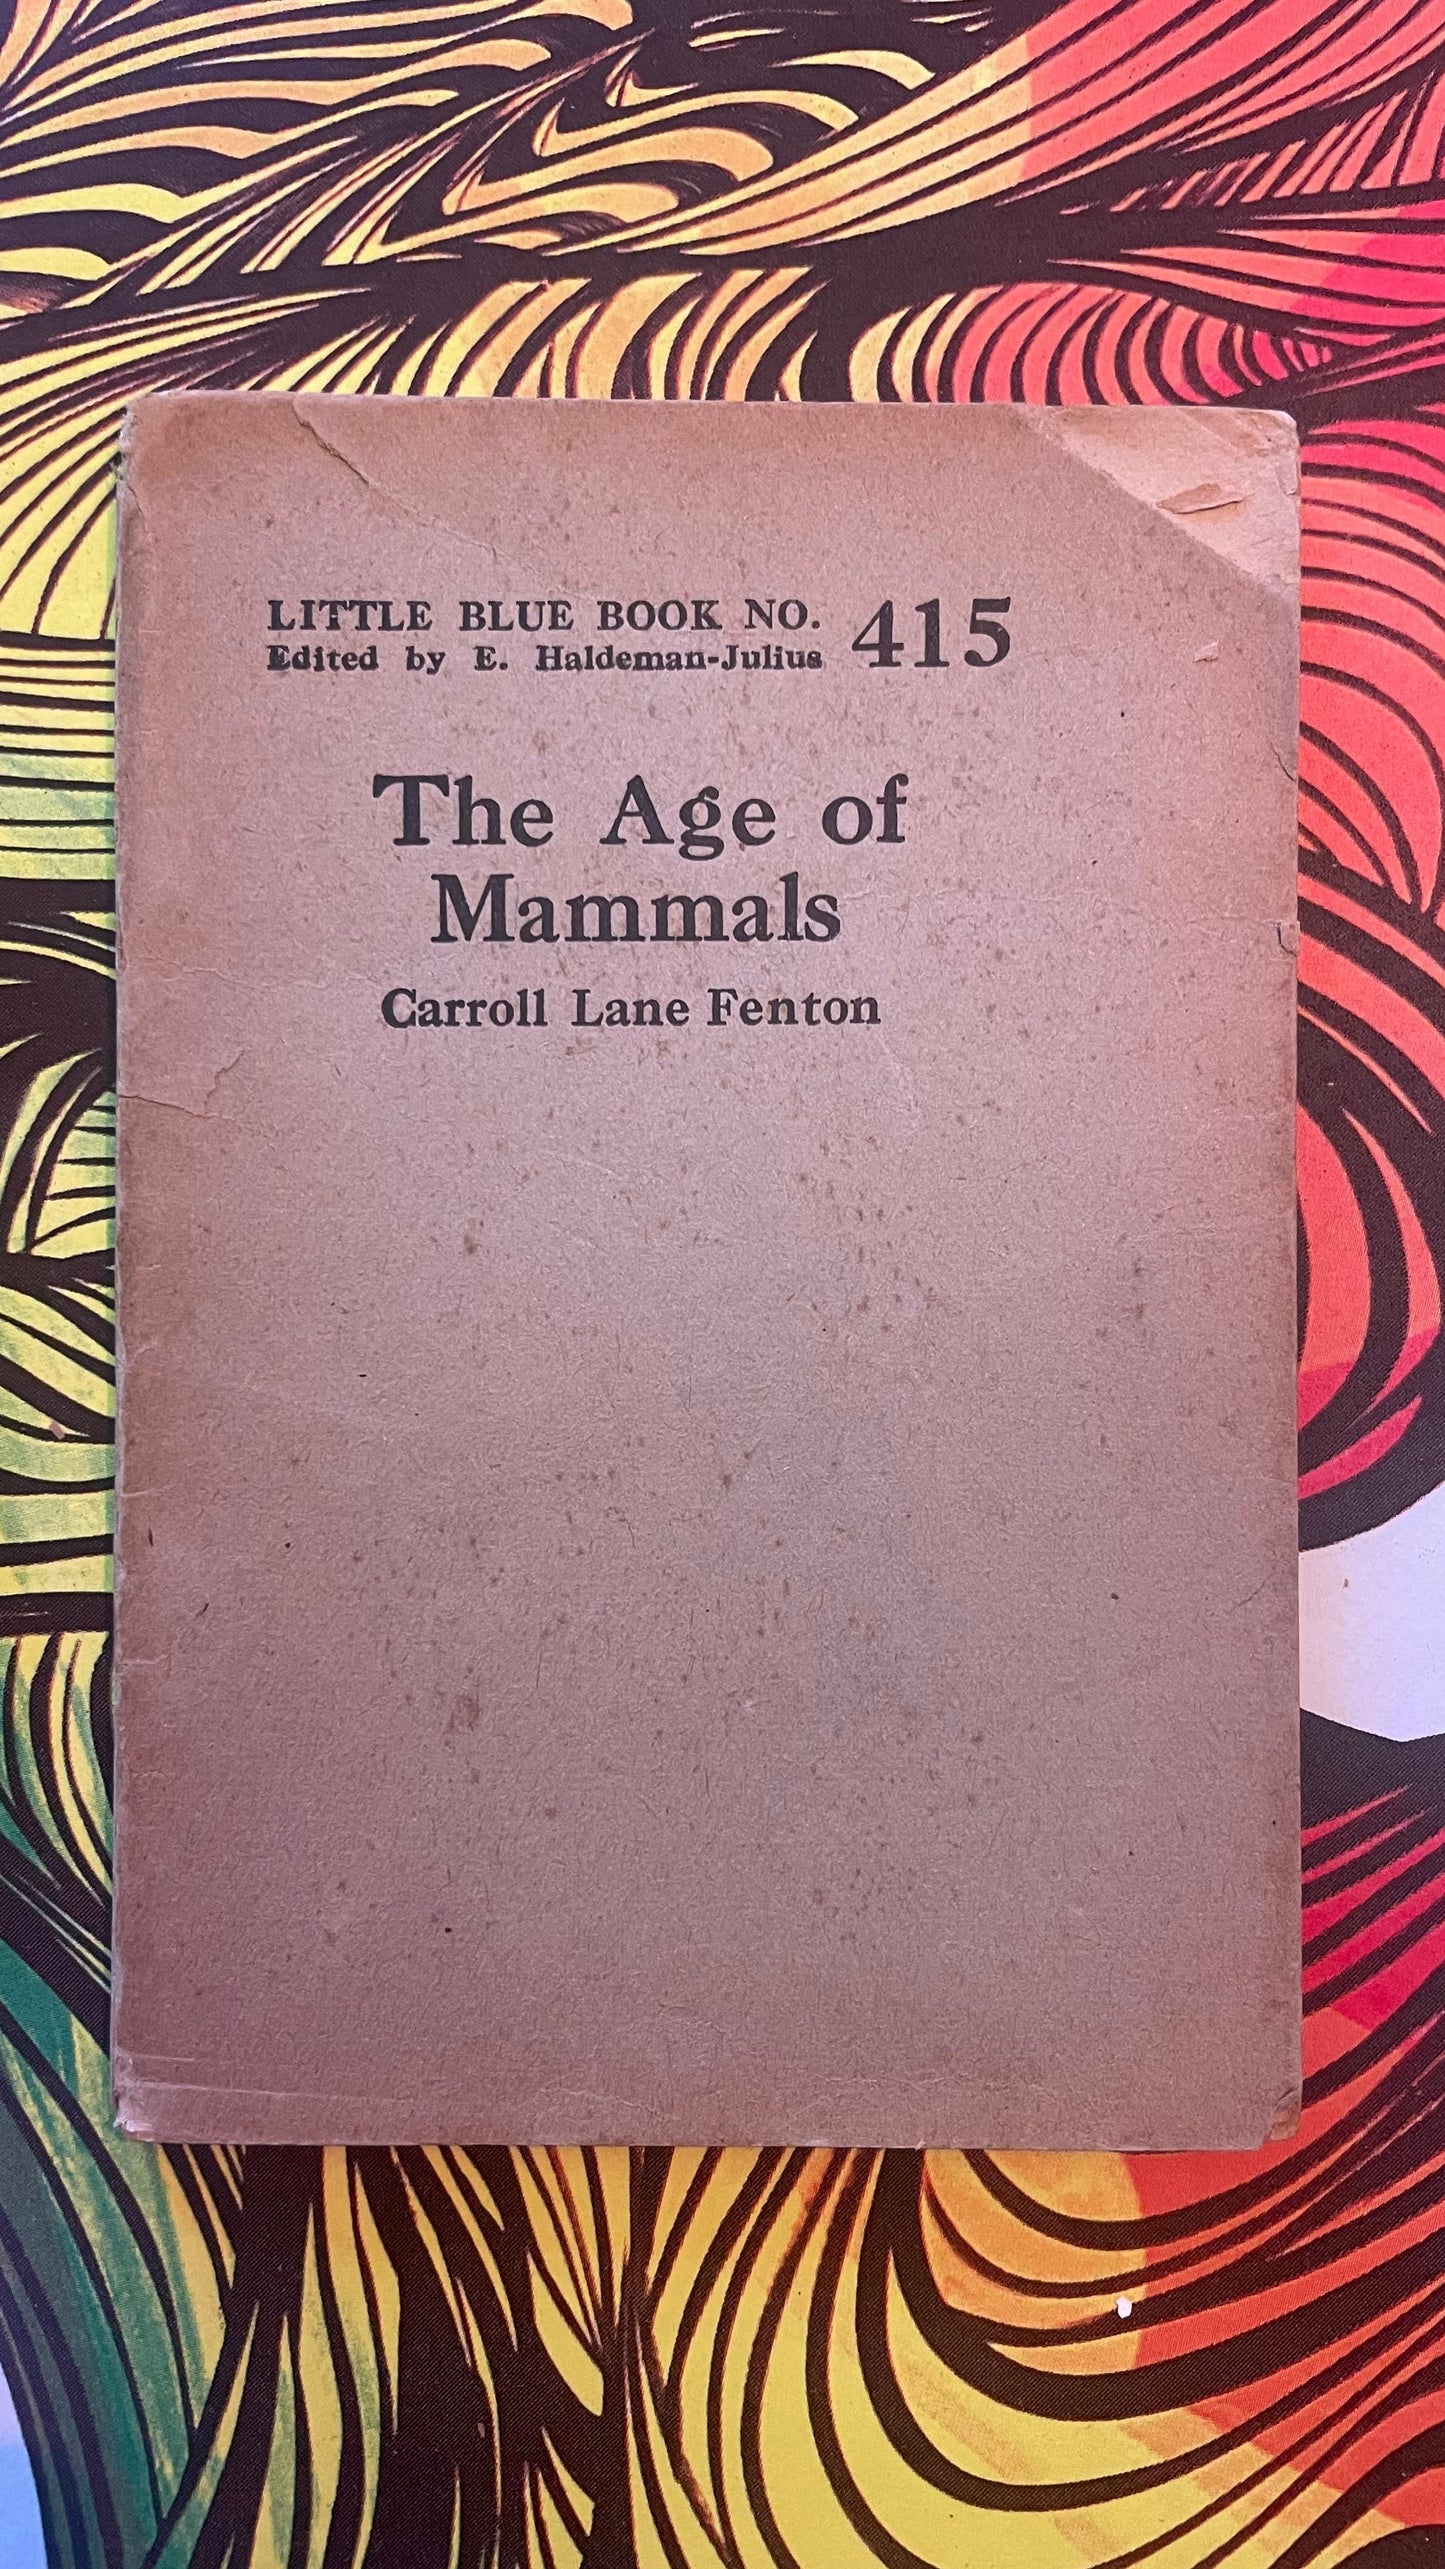 LITTLE BLUE BOOK NO. 415
Edited by E. Haldeman-Julius
The Age of
Mammals
Carroll Lane Fenton